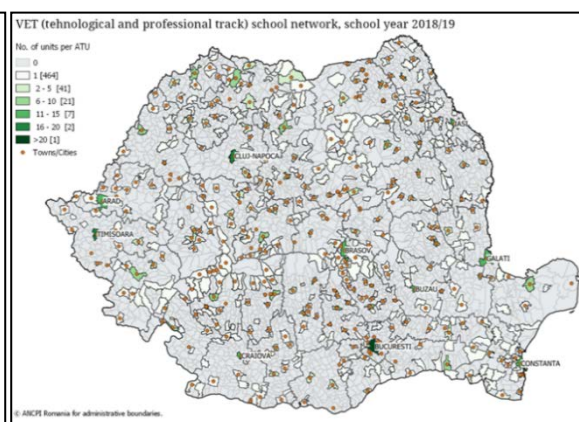 VET (tehnological and professional track) school network, school year 2018/19
No. of units per ATU
0
1 [464]
2 - 5 [41]
6 - 10 [21]
11 - 15 [7]
16 - 20 [2]
>20 [1]
Towns/Cities
CLUJ-NAPOCA
ARAD
TIMISOARA
BRASOV
GALATI
BUZAU
BUCURESTI
CRAIOVA
CONSTANTA
© ANCPI Romania for administrative boundaries.